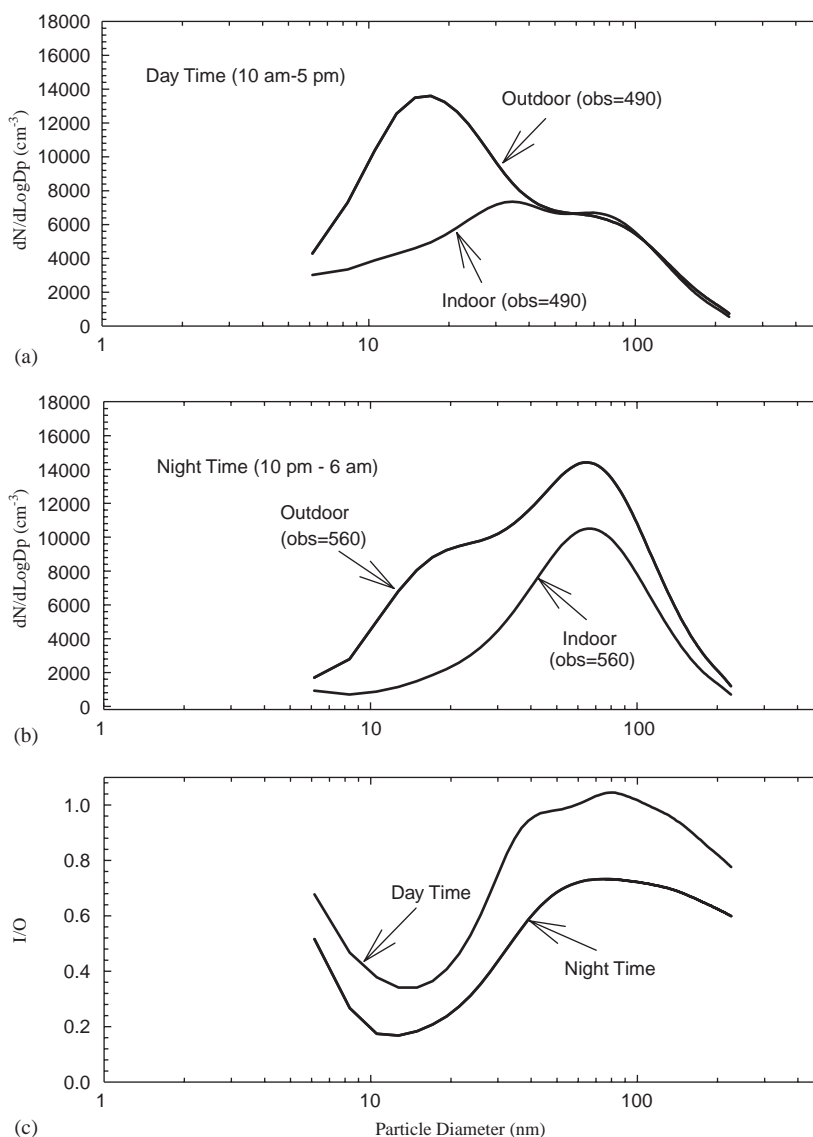 18000
16000
14000
12000
10000
8000
6000
4000
2000
0
dN/dLogDp (cm-3)
Day Time (10 am-5 pm)
Outdoor (obs=490)
Indoor (obs=490)
1 10 100
(a)
18000
16000
14000
12000
10000
8000
6000
4000
2000
0
dN/dLogDp (cm-3)
Night Time (10 pm - 6 am)
Outdoor
(obs=560)
Indoor
(obs=560)
1 10 100
(b)
1.0
0.8
0.6
0.4
0.2
0.0
I/O
Day Time
Night Time
1 10 100
(c)
Particle Diameter (nm)